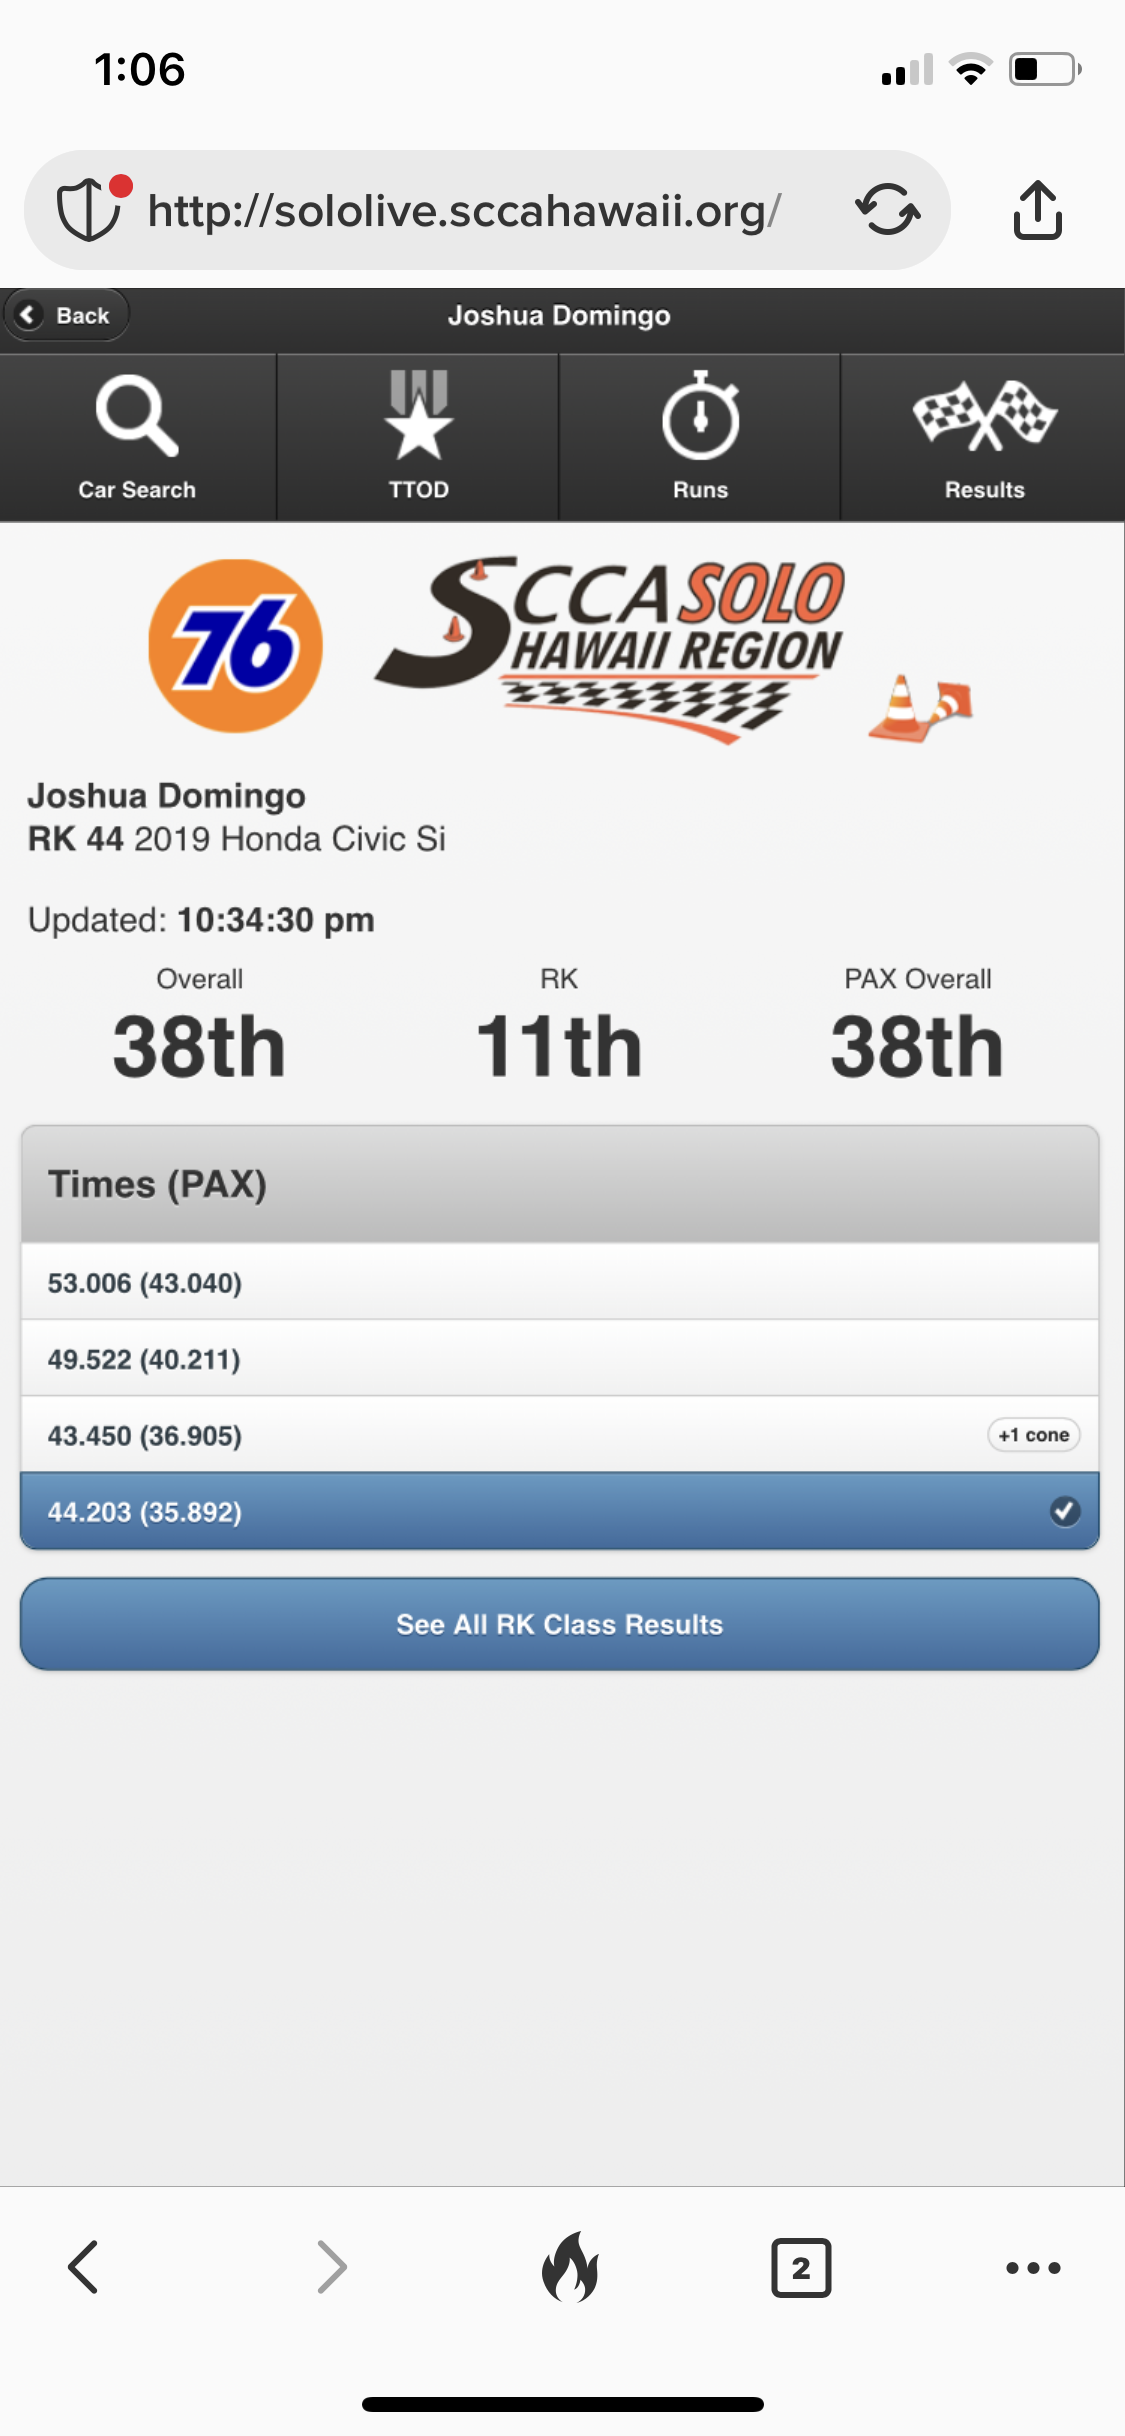 1:06
http://sololive.sccahawaii.org/
Back
Joshua Domingo
Car Search
TTOD
Runs
Results
76
SCCA SOLO
HAWAII REGION
Joshua Domingo
RK 44 2019 Honda Civic Si
Updated: 10:34:30 pm
Overall RK PAX Overall
38th 11th 38th
Times (PAX)
53.006 (43.040)
49.522 (40.211)
43.450 (36.905) +1 cone
44.203 (35.892)
See All RK Class Results
2